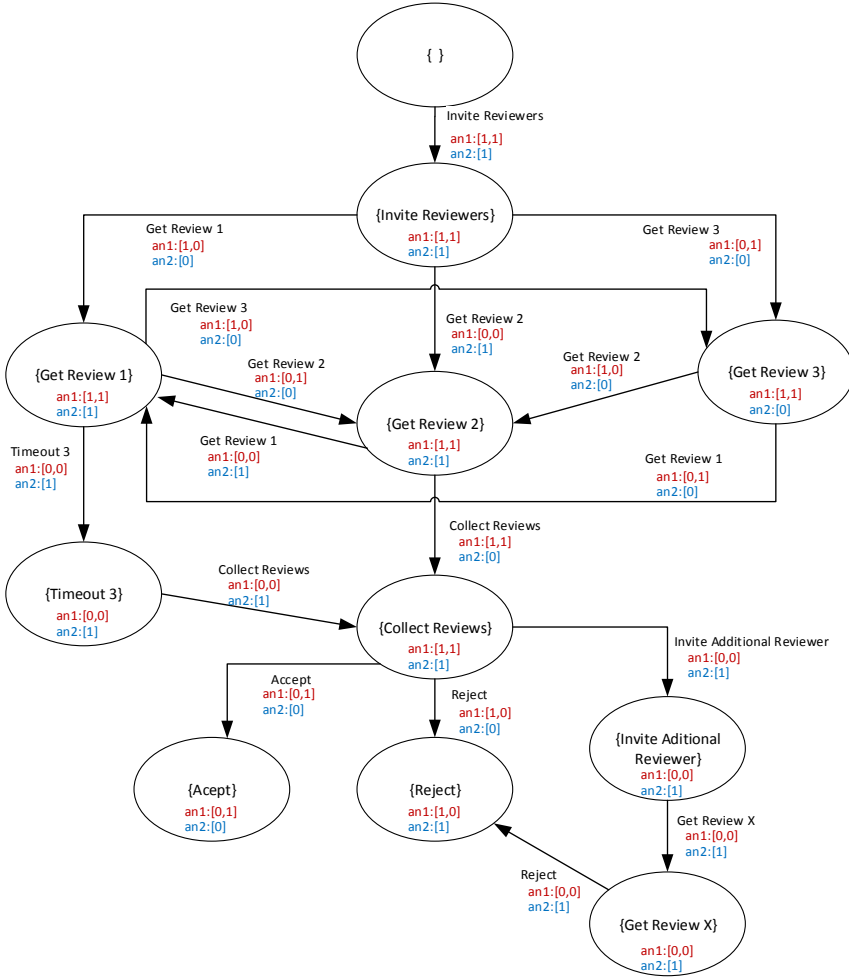 { }
Invite Reviewers
an1:[1,1]
an2:[1]
{Invite Reviewers}
an1:[1,1]
an2:[1]
Get Review 1
an1:[1,0]
an2:[0]
Get Review 3
an1:[0,1]
an2:[0]
Get Review 3
an1:[1,0]
an2:[0]
Get Review 2
an1:[0,0]
an2:[1]
{Get Review 1}
an1:[1,1]
an2:[1]
Get Review 2
an1:[0,1]
an2:[0]
Get Review 2
an1:[1,0]
an2:[0]
{Get Review 3}
an1:[1,1]
an2:[0]
{Get Review 2}
an1:[1,1]
an2:[1]
Get Review 1
an1:[0,0]
an2:[1]
Timeout 3
an1:[0,0]
an2:[1]
Get Review 1
an1:[0,1]
an2:[0]
Collect Reviews
an1:[1,1]
an2:[0]
{Timeout 3}
an1:[0,0]
an2:[1]
Collect Reviews
an1:[0,0]
an2:[1]
{Collect Reviews}
an1:[1,1]
an2:[1]
Invite Additional Reviewer
an1:[0,0]
an2:[1]
Accept
an1:[0,1]
an2:[0]
Reject
an1:[1,0]
an2:[0]
{Invite Aditional
Reviewer}
an1:[0,0]
an2:[1]
{Acept}
an1:[0,1]
an2:[0]
{Reject}
an1:[1,0]
an2:[1]
Get Review X
an1:[0,0]
an2:[1]
Reject
an1:[0,0]
an2:[1]
{Get Review X}
an1:[0,0]
an2:[1]